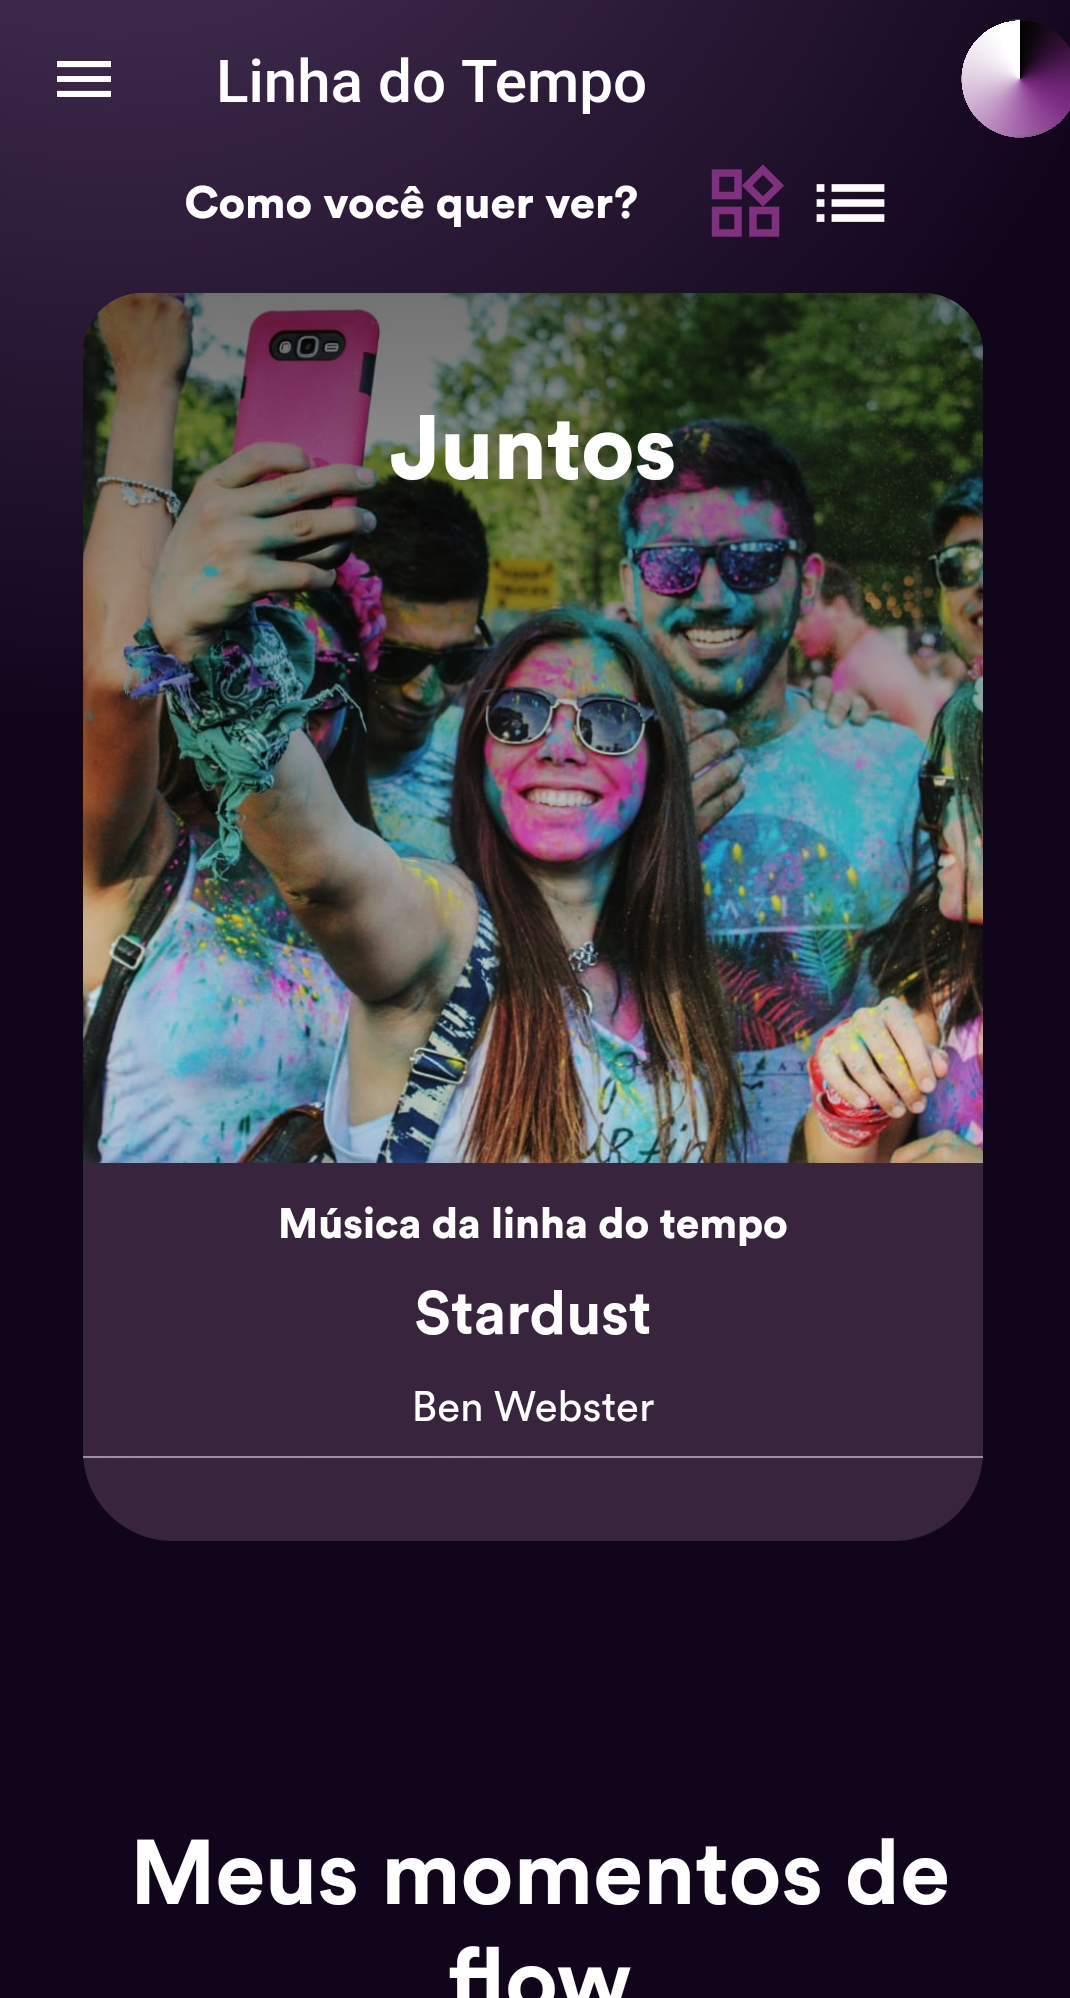 Linha do Tempo
Como você quer ver?
Juntos
AZING
Música da linha do tempo
Stardust
Ben Webster
Meus momentos de
flow